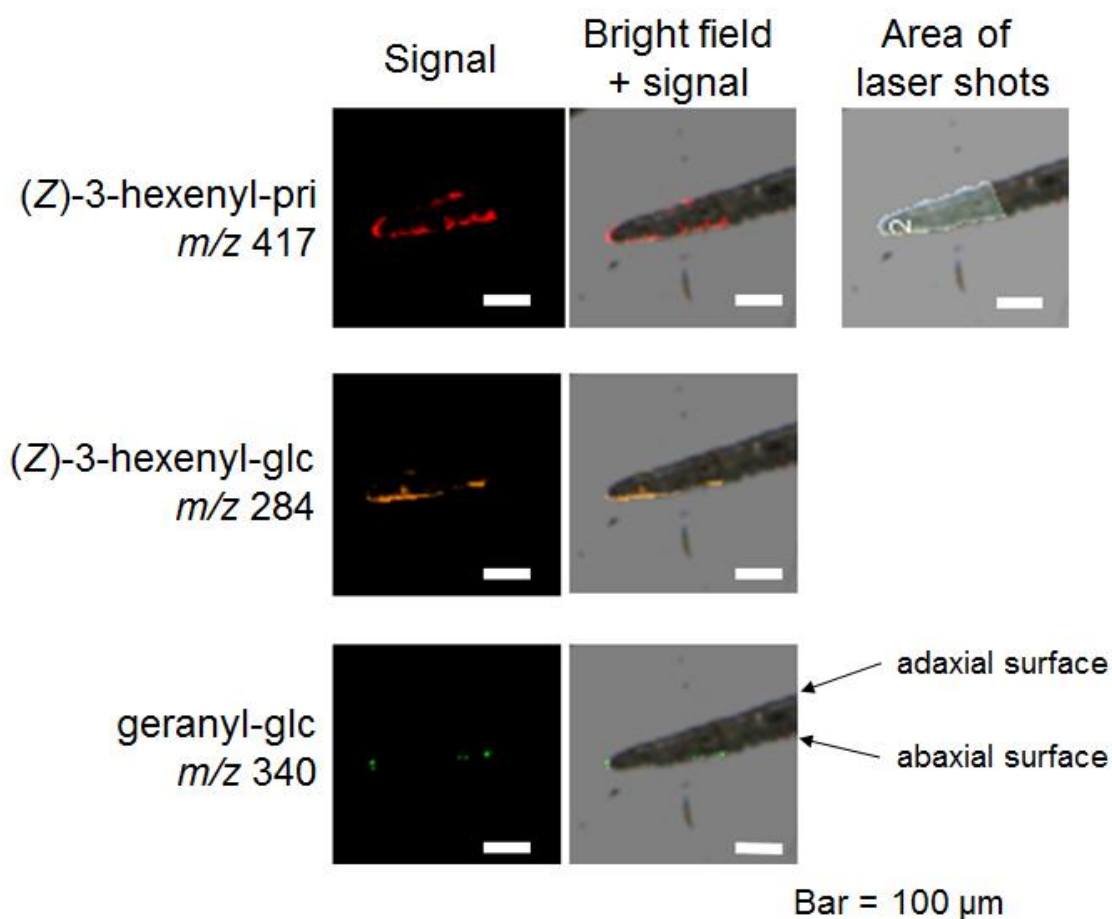 Signal
Bright field
+ signal
Area of
laser shots
(Z)-3-hexenyl-pri
m/z 417
2
(Z)-3-hexenyl-glc
m/z 284
geranyl-glc
m/z 340
adaxial surface
abaxial surface
Bar = 100 µm